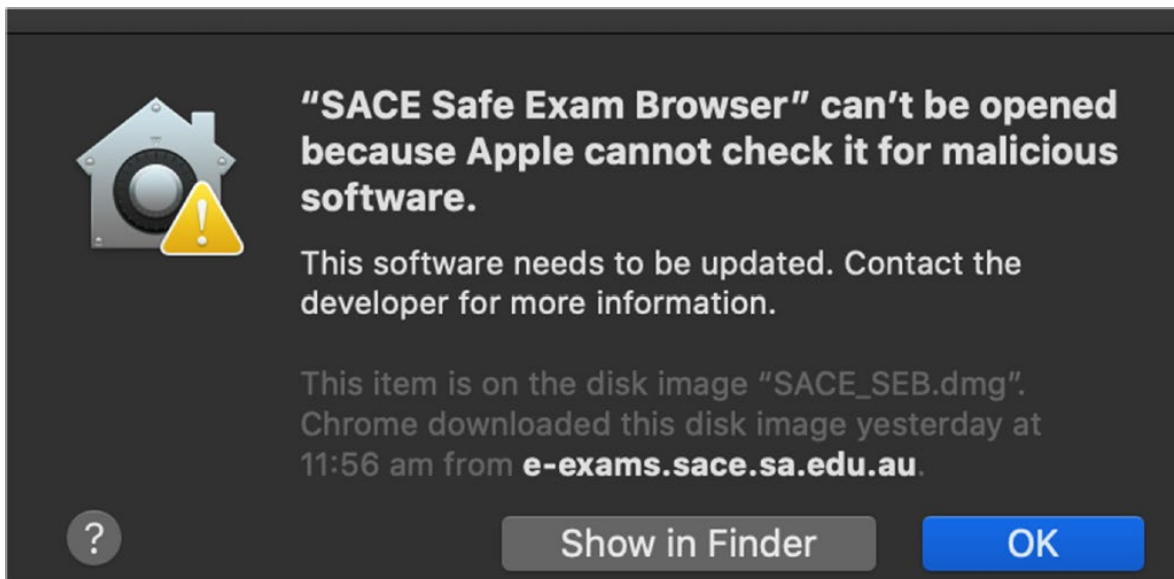 “SACE Safe Exam Browser” can’t be opened
because Apple cannot check it for malicious
software.
This software needs to be updated. Contact the
developer for more information.
This item is on the disk image “SACE_SEB.dmg”.
Chrome downloaded this disk image yesterday at
11:56 am from e-exams.sace.sa.edu.au.
? Show in Finder OK